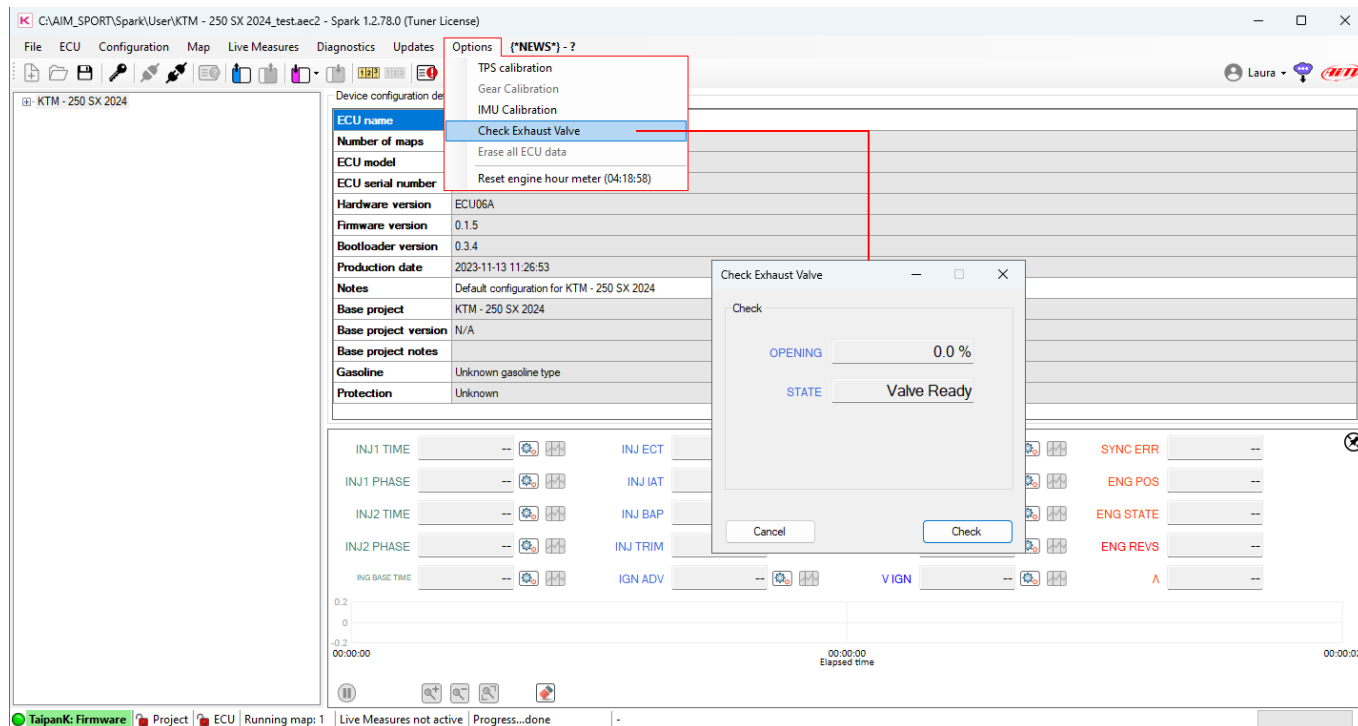 C:\AIM_SPORT\Spark\User\KTM - 250 SX 2024_test.aec2 - Spark 1.2.78.0 (Tuner License)
File ECU Configuration Map Live Measures Diagnostics Updates Options {*NEWS*} - ?
Laura
AiM
TPS calibration
Gear Calibration
IMU Calibration
Check Exhaust Valve
Erase all ECU data
Reset engine hour meter (04:18:58)
KTM - 250 SX 2024
Device configuration de
ECU name
Number of maps
ECU model
ECU serial number
Hardware version ECU06A
Firmware version 0.1.5
Bootloader version 0.3.4
Production date 2023-11-13 11:26:53
Notes Default configuration for KTM - 250 SX 2024
Base project KTM - 250 SX 2024
Base project version N/A
Base project notes
Gasoline Unknown gasoline type
Protection Unknown
Check Exhaust Valve
Check
OPENING 0.0 %
STATE Valve Ready
Cancel Check
INJ1 TIME -- INJ ECT SYNC ERR --
INJ1 PHASE -- INJ IAT ENG POS --
INJ2 TIME -- INJ BAP ENG STATE --
INJ2 PHASE -- INJ TRIM ENG REVS --
ING BASE TIME -- IGN ADV -- V IGN -- Λ --
0.2
0
-0.2
00:00:00 00:00:00 00:00:02
Elapsed time
TaipanK: Firmware Project ECU Running map: 1 Live Measures not active Progress...done -